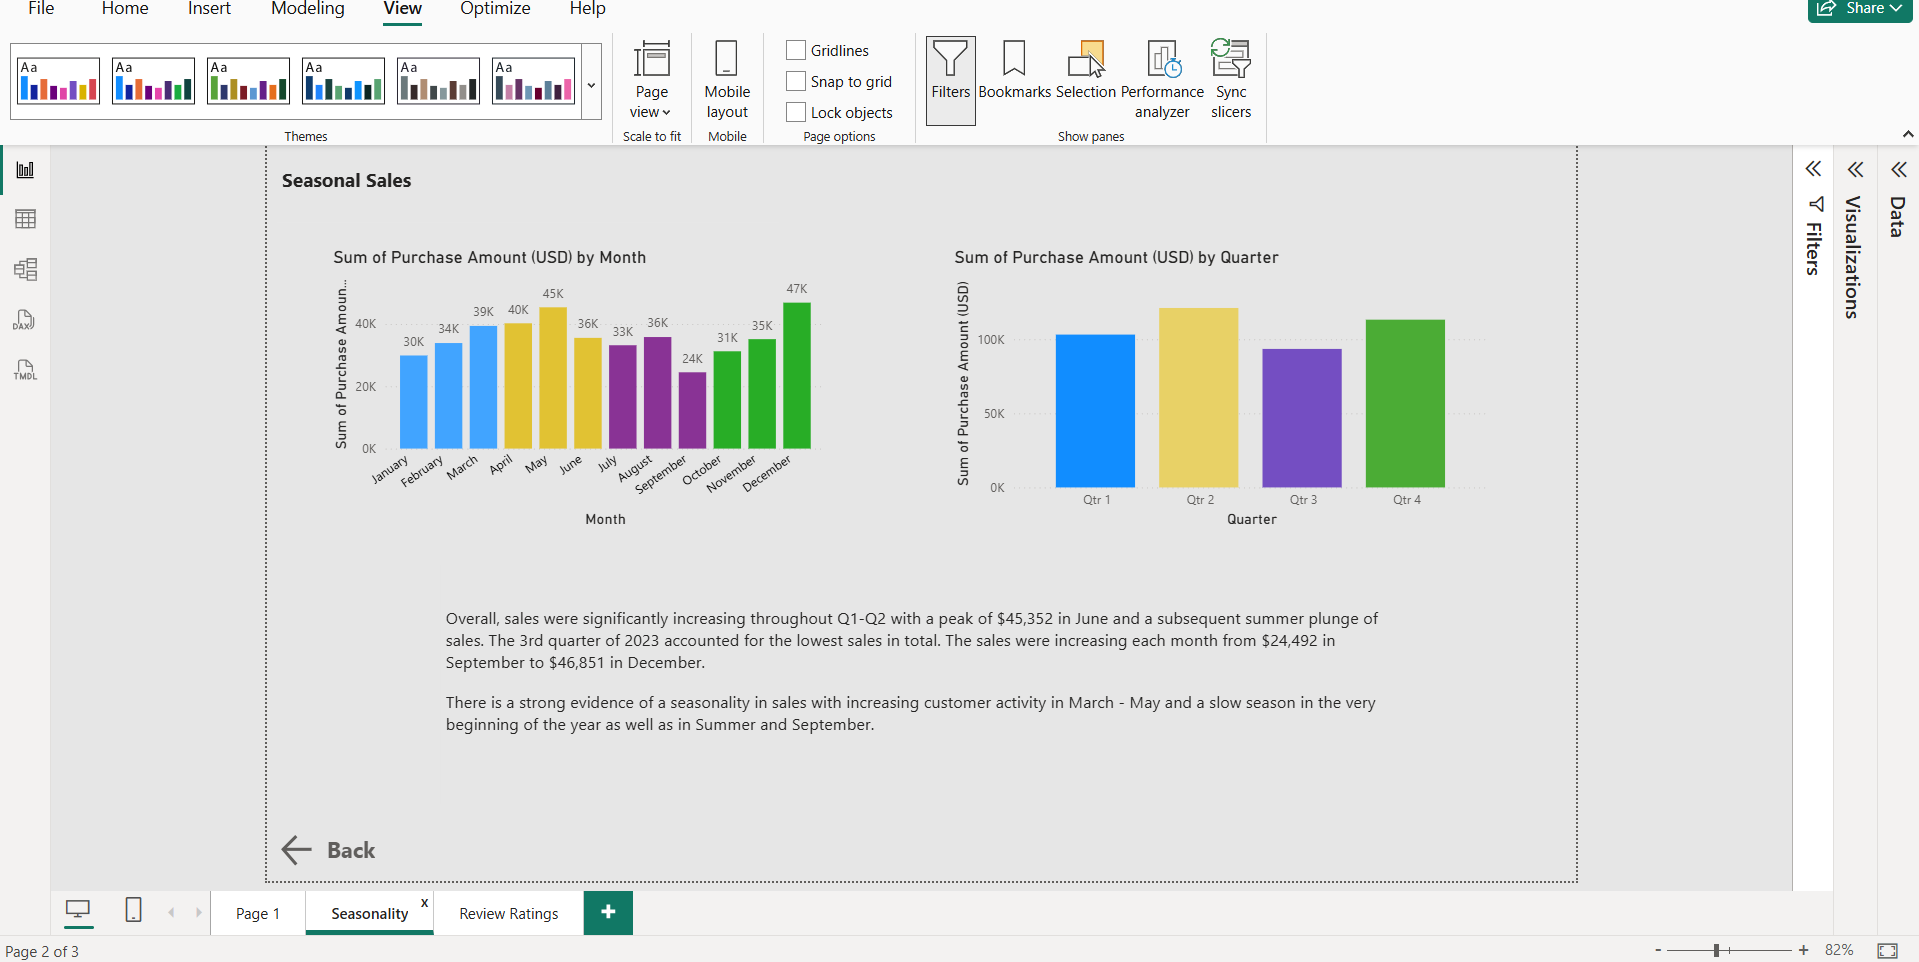 File Home Insert Modeling View Optimize Help Share
Aa Aa Aa Aa Aa Aa
Page view
Mobile layout
Gridlines
Snap to grid
Lock objects
Filters Bookmarks Selection Performance analyzer Sync slicers
Themes Scale to fit Mobile Page options Show panes
DAX
TMDL
Seasonal Sales
Sum of Purchase Amount (USD) by Month
Sum of Purchase Amoun...
40K
20K
0K
30K 34K 39K 40K 45K 36K 33K 36K 24K 31K 35K 47K
January February March April May June July August September October November December
Month
Sum of Purchase Amount (USD) by Quarter
Sum of Purchase Amount (USD)
100K
50K
0K
Qtr 1 Qtr 2 Qtr 3 Qtr 4
Quarter
Overall, sales were significantly increasing throughout Q1-Q2 with a peak of $45,352 in June and a subsequent summer plunge of
sales. The 3rd quarter of 2023 accounted for the lowest sales in total. The sales were increasing each month from $24,492 in
September to $46,851 in December.
There is a strong evidence of a seasonality in sales with increasing customer activity in March - May and a slow season in the very
beginning of the year as well as in Summer and September.
Back
Filters
Visualizations
Data
Page 1 Seasonality x Review Ratings +
Page 2 of 3 - + 82%